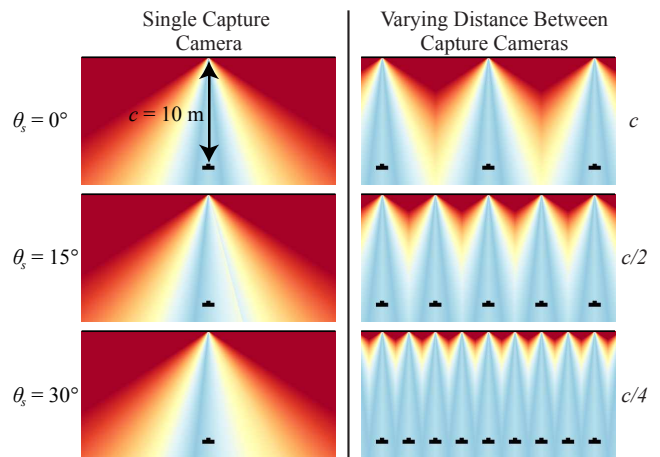 Single Capture
Camera
Varying Distance Between
Capture Cameras
θs = 0°
c = 10 m
c
θs = 15°
c/2
θs = 30°
c/4